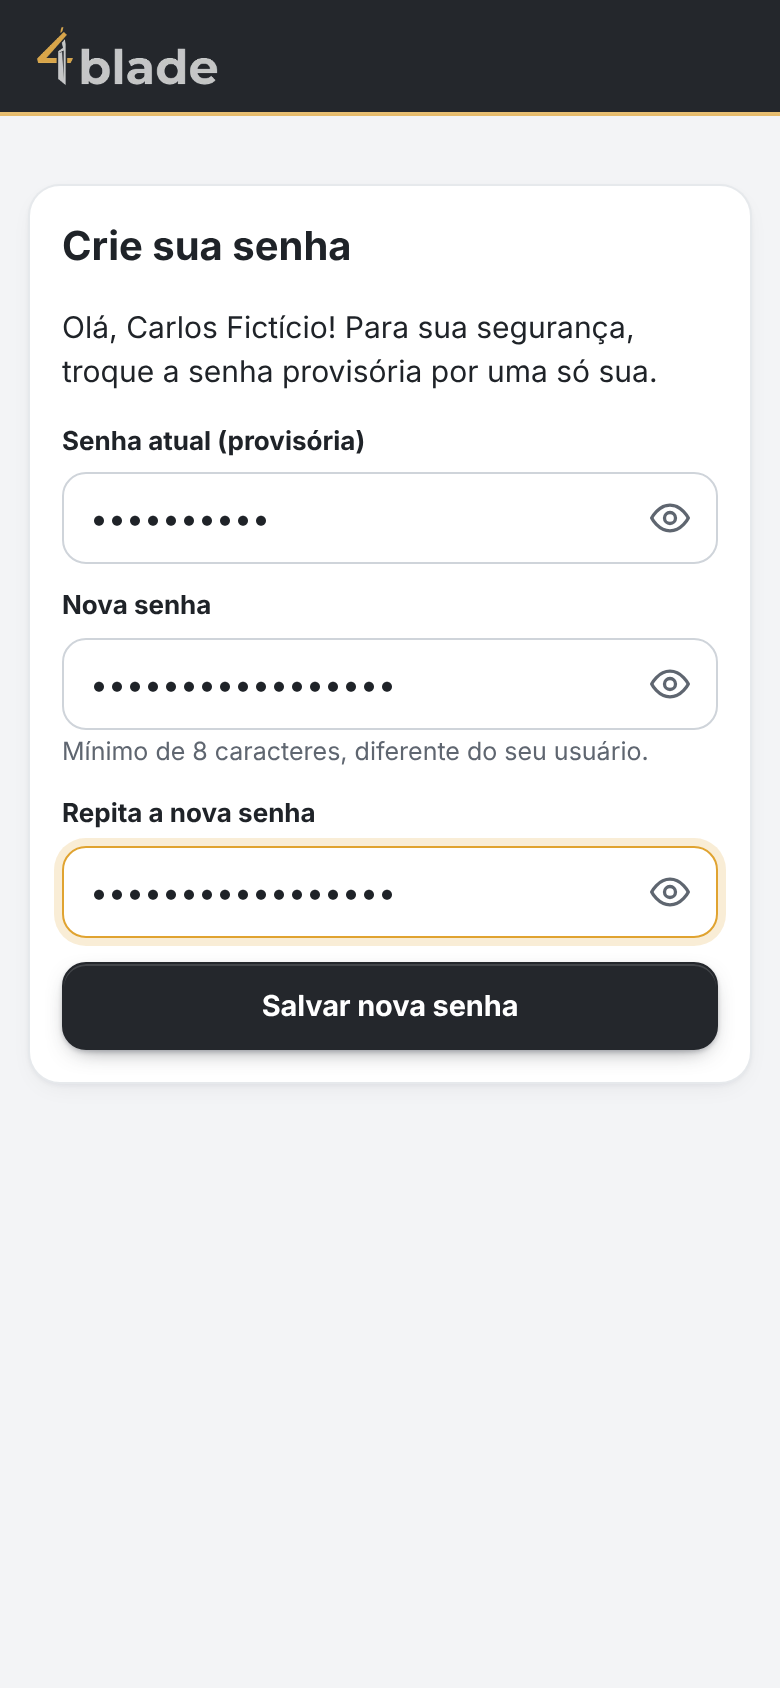 4blade
Crie sua senha
Olá, Carlos Fictício! Para sua segurança,
troque a senha provisória por uma só sua.
Senha atual (provisória)
••••••••••
Nova senha
•••••••••••••••••
Mínimo de 8 caracteres, diferente do seu usuário.
Repita a nova senha
•••••••••••••••••
Salvar nova senha